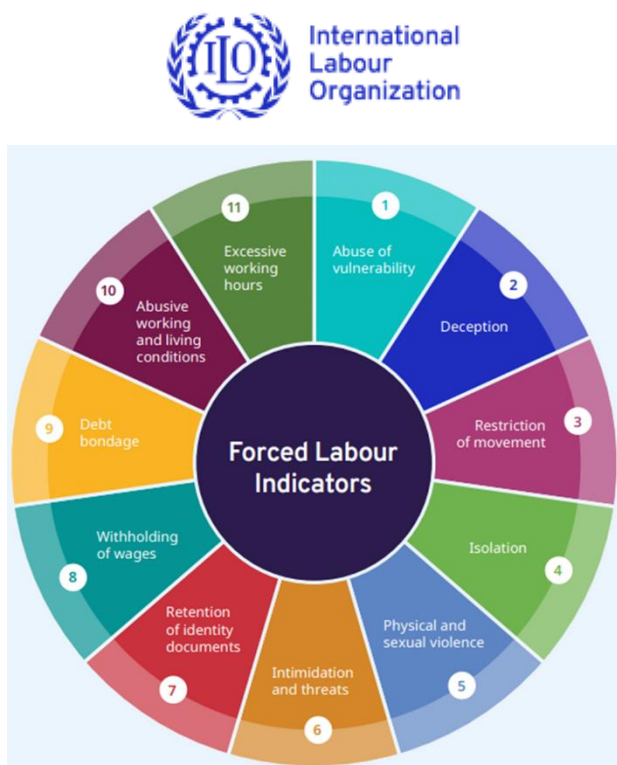 ILO
International
Labour
Organization
Forced Labour
Indicators
1
Abuse of
vulnerability
2
Deception
3
Restriction
of movement
4
Isolation
5
Physical and
sexual violence
6
Intimidation
and threats
7
Retention
of identity
documents
8
Withholding
of wages
9
Debt
bondage
10
Abusive
working
and living
conditions
11
Excessive
working
hours